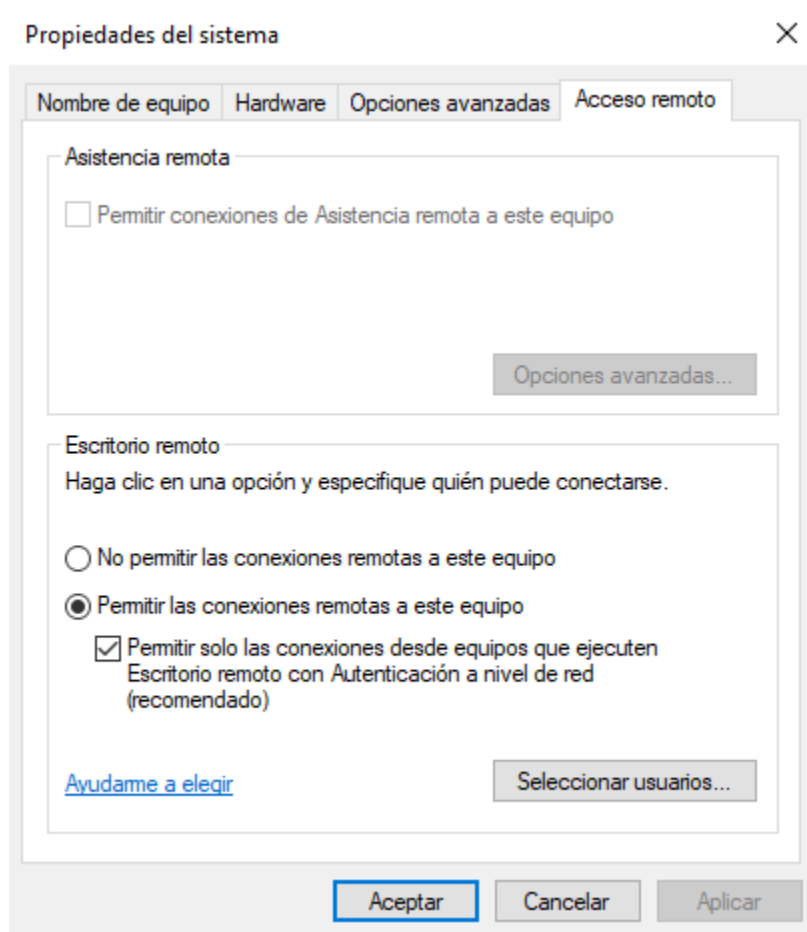 Propiedades del sistema
Nombre de equipo
Hardware
Opciones avanzadas
Acceso remoto
Asistencia remota
Permitir conexiones de Asistencia remota a este equipo
Opciones avanzadas...
Escritorio remoto
Haga clic en una opción y especifique quién puede conectarse.
No permitir las conexiones remotas a este equipo
Permitir las conexiones remotas a este equipo
Permitir solo las conexiones desde equipos que ejecuten
Escritorio remoto con Autenticación a nivel de red
(recomendado)
Ayudarme a elegir
Seleccionar usuarios...
Aceptar
Cancelar
Aplicar